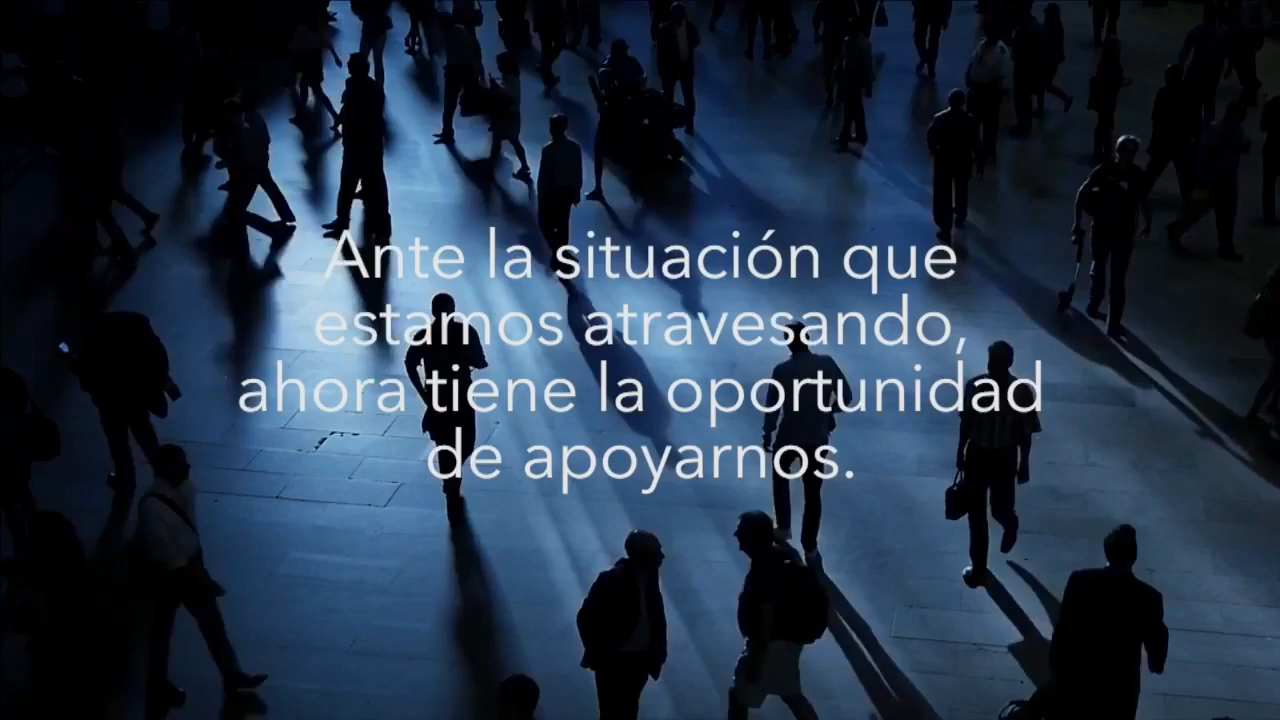 Ante la situación que
estamos atravesando,
ahora tiene la oportunidad
de apoyarnos.